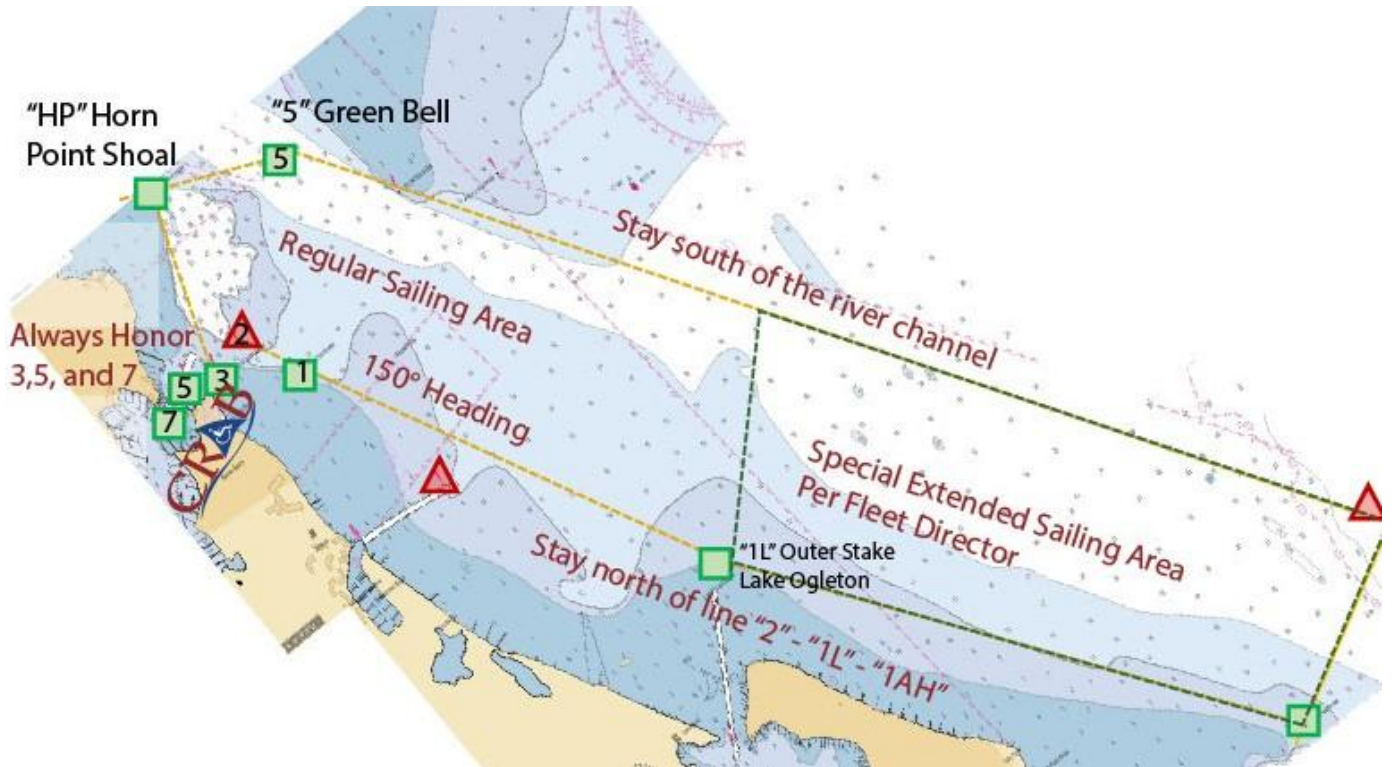 "HP" Horn
Point Shoal
"5" Green Bell
5
Stay south of the river channel
Regular Sailing Area
Always Honor
3,5, and 7
2
1
3
5
7
CRAB
150° Heading
Special Extended Sailing Area
Per Fleet Director
"1L" Outer Stake
Lake Ogleton
Stay north of line "2" - "1L" - "1AH"